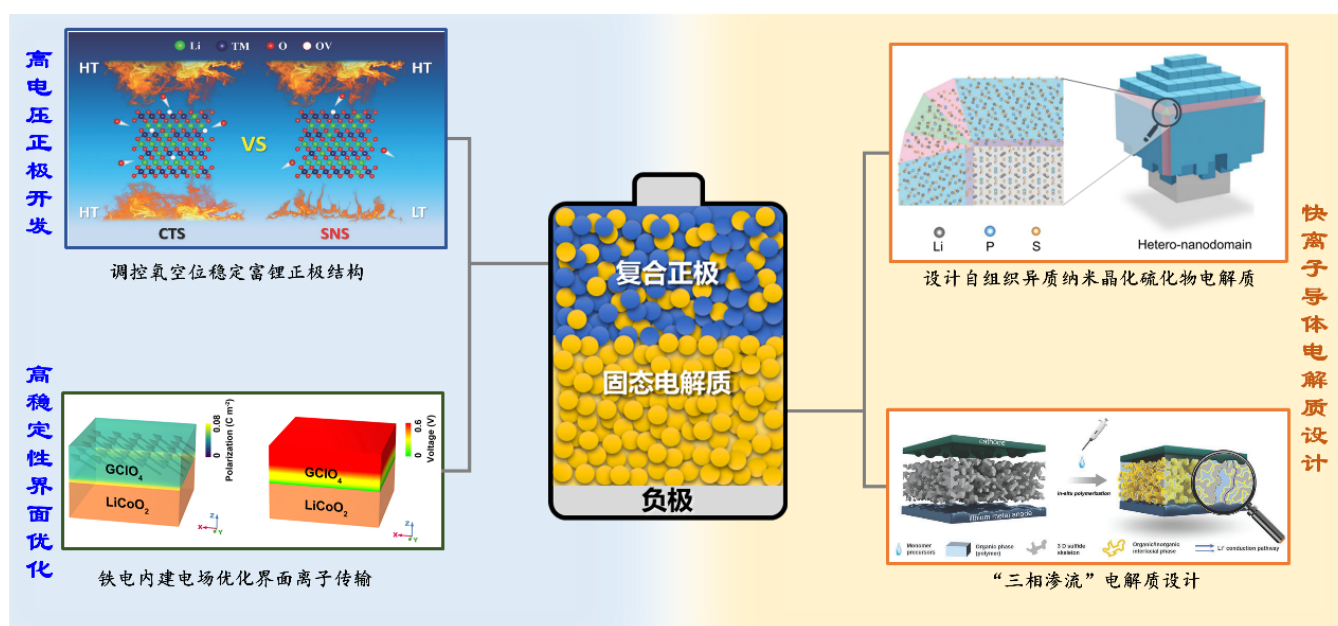 高电压正极开发
Li TM O OV
HT HT
VS
HT LT
CTS SNS
调控氧空位稳定富锂正极结构
高稳定性界面优化
GClO4
LiCoO2
0 0.08
Polarization (C m-2)
Z
X Y
GClO4
LiCoO2
0 0.6
Voltage (V)
Z
X Y
铁电内建电场优化界面离子传输
复合正极
固态电解质
负极
Li P S
Hetero-nanodomain
设计自组织异质纳米晶化硫化物电解质
快离子导体电解质设计
cathode
lithium metal anode
in-situ polymerization
Monomer precursors
Organic phase (polymer)
3-D sulfide skeleton
Organic/inorganic interfacial phase
Li+ conduction pathway
“三相渗流”电解质设计